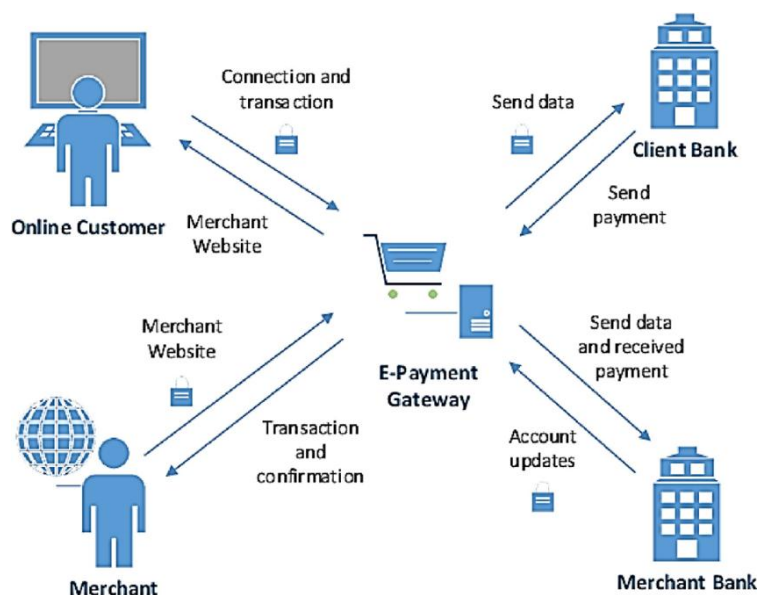 Connection and
transaction
Send data
Client Bank
Send
payment
Online Customer
Merchant
Website
Merchant
Website
E-Payment
Gateway
Send data
and received
payment
Transaction
and
confirmation
Account
updates
Merchant
Merchant Bank